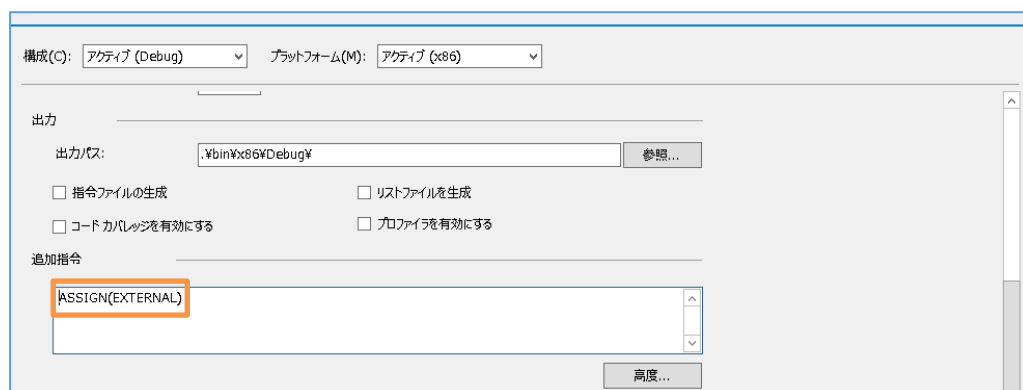 構成(C): アクティブ (Debug) プラットフォーム(M): アクティブ (x86)
出力
出力パス: .¥bin¥x86¥Debug¥ 参照...
指令ファイルの生成 リストファイルを生成
コード カバレッジを有効にする プロファイラを有効にする
追加指令
ASSIGN(EXTERNAL)
高度...